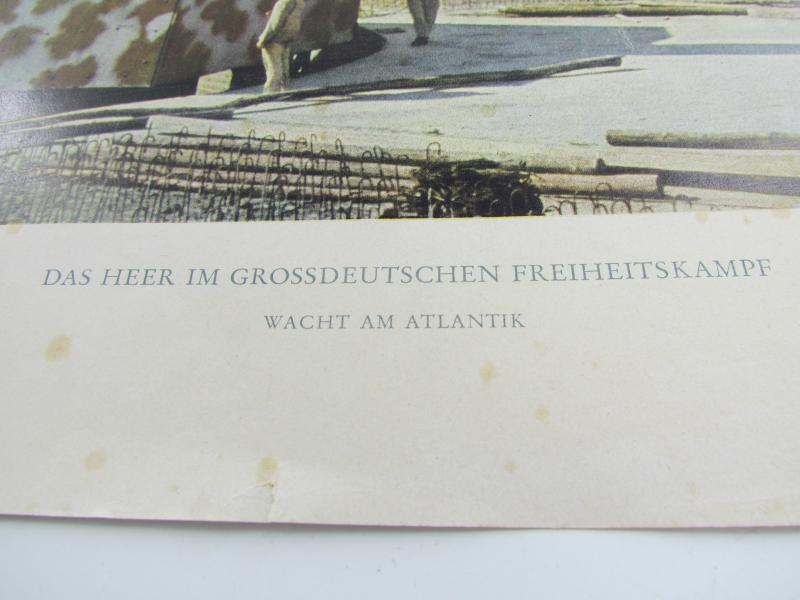 DAS HEER IM GROSSDEUTSCHEN FREIHEITSKAMPF
WACHT AM ATLANTIK